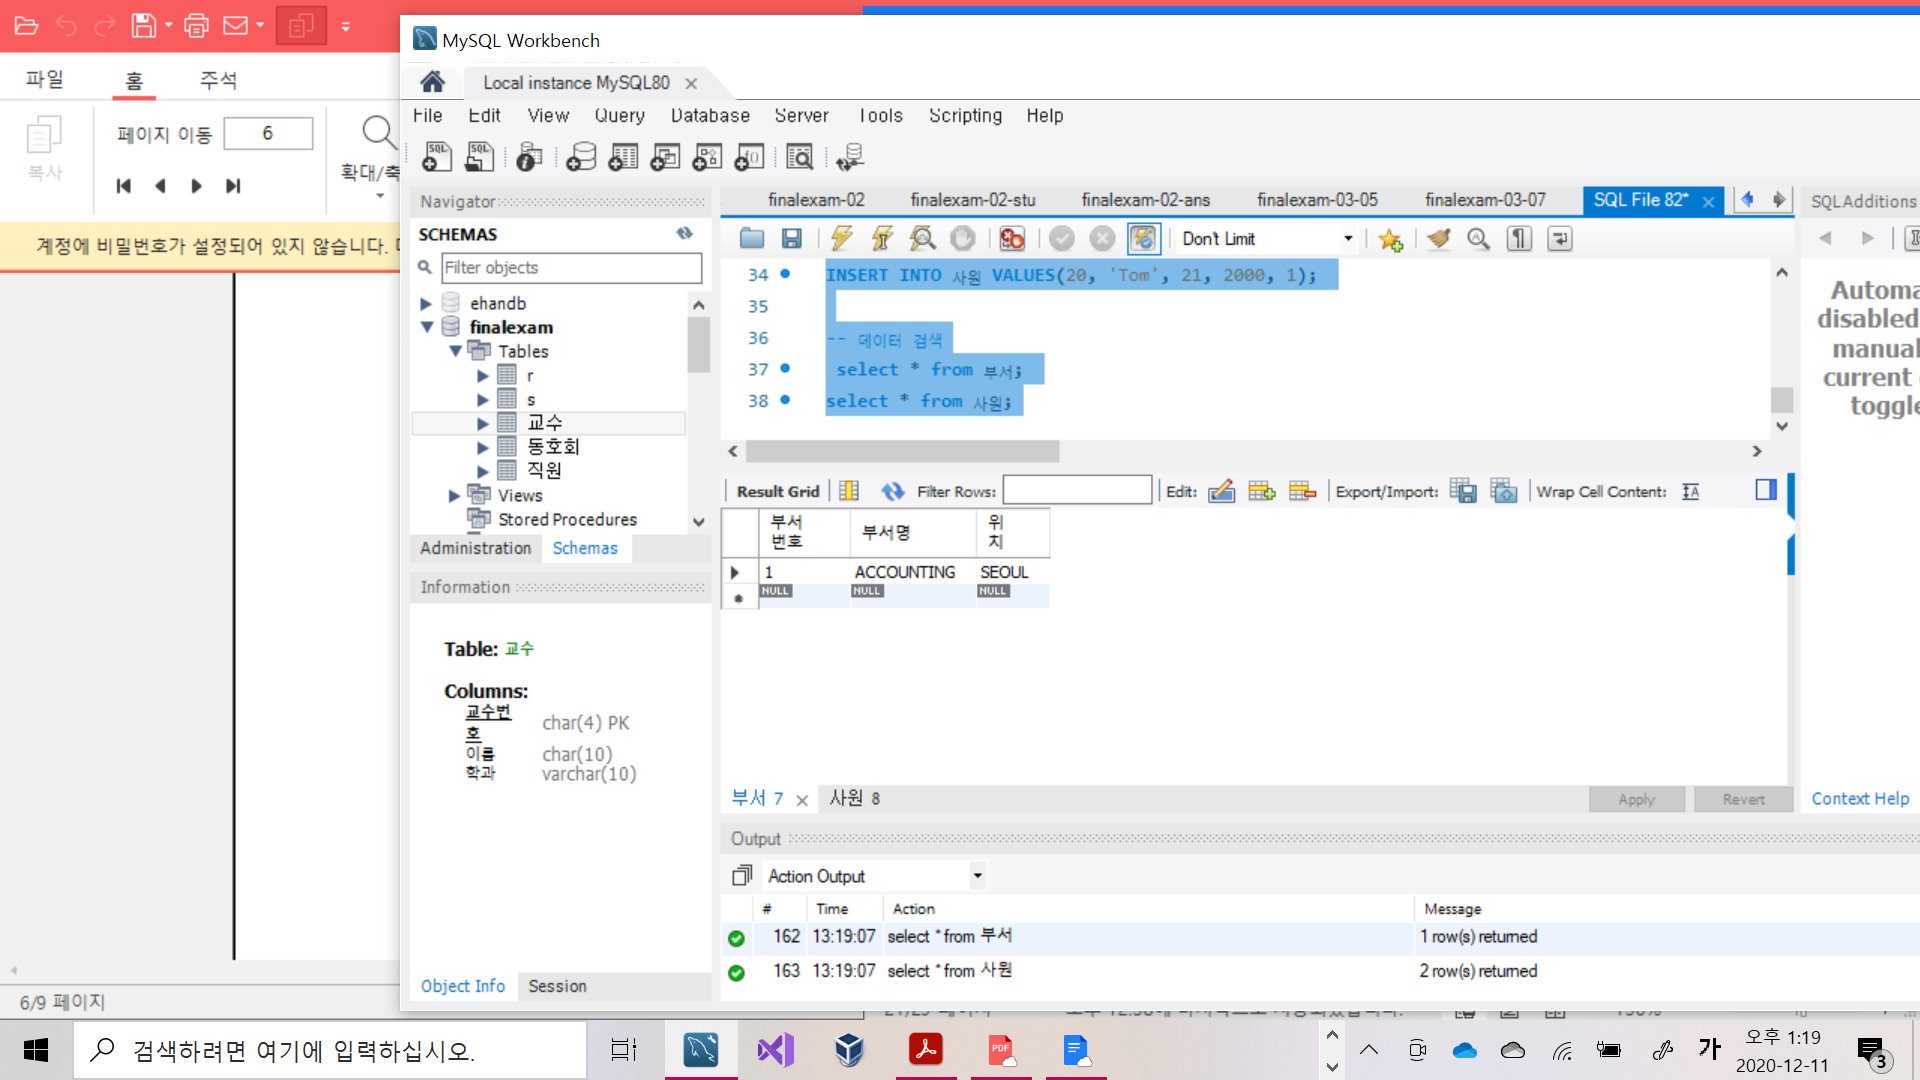 파일
홈
주석
복사
페이지 이동
6
확대/축
계정에 비밀번호가 설정되어 있지 않습니다.
6/9 페이지
MySQL Workbench
Local instance MySQL80
File Edit View Query Database Server Tools Scripting Help
Navigator
SCHEMAS
Filter objects
ehandb
finalexam
Tables
r
s
교수
동호회
직원
Views
Stored Procedures
Administration Schemas
Information
Table: 교수
Columns:
교수번호 char(4) PK
이름 char(10)
학과 varchar(10)
Object Info Session
finalexam-02 finalexam-02-stu finalexam-02-ans finalexam-03-05 finalexam-03-07 SQL File 82*
Don't Limit
34 INSERT INTO 사원 VALUES(20, 'Tom', 21, 2000, 1);
35
36 -- 데이터 검색
37 select * from 부서;
38 select * from 사원;
Result Grid Filter Rows: Edit: Export/Import: Wrap Cell Content:
부서번호 부서명 위치
1 ACCOUNTING SEOUL
NULL NULL NULL
부서 7 사원 8
Apply Revert
Output
Action Output
# Time Action Message
162 13:19:07 select * from 부서 1 row(s) returned
163 13:19:07 select * from 사원 2 row(s) returned
SQLAdditions
Automa
disabled
manual
current
toggle
Context Help
검색하려면 여기에 입력하십시오.
가
오후 1:19
2020-12-11
3